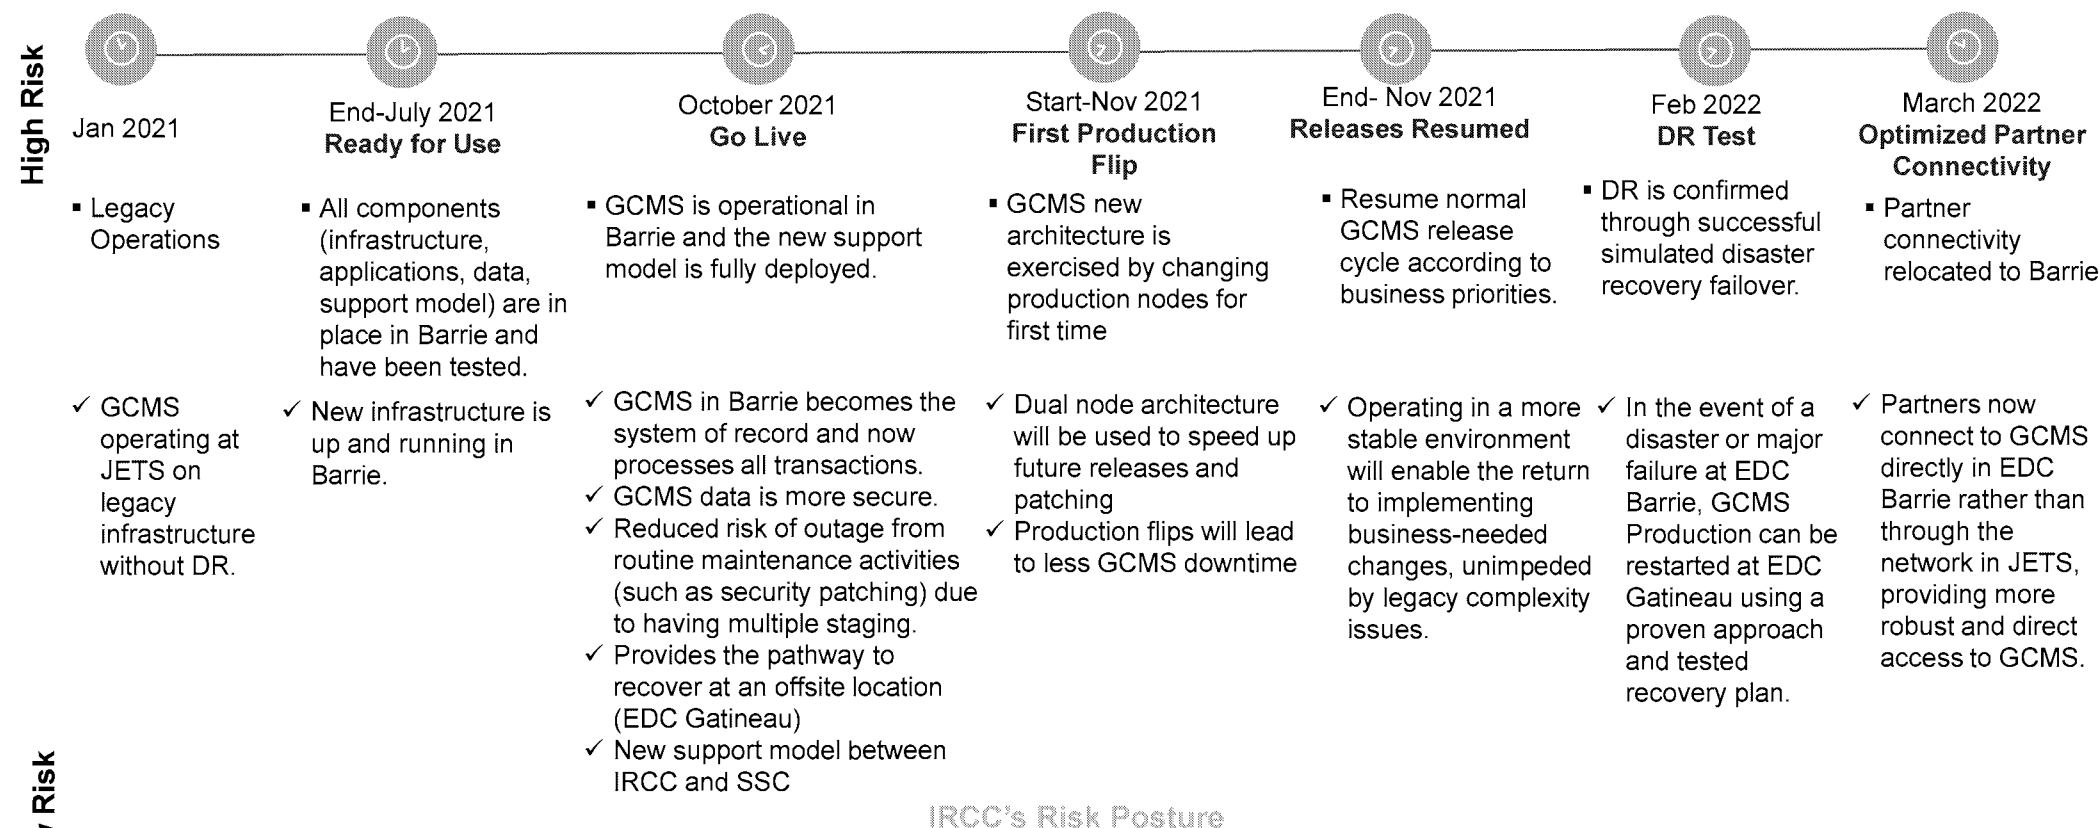 High Risk
Jan 2021
▪ Legacy
Operations
✓ GCMS
operating at
JETS on
legacy
infrastructure
without DR.
End-July 2021
Ready for Use
▪ All components
(infrastructure,
applications, data,
support model) are in
place in Barrie and
have been tested.
✓ New infrastructure is
up and running in
Barrie.
October 2021
Go Live
▪ GCMS is operational in
Barrie and the new support
model is fully deployed.
✓ GCMS in Barrie becomes the
system of record and now
processes all transactions.
✓ GCMS data is more secure.
✓ Reduced risk of outage from
routine maintenance activities
(such as security patching) due
to having multiple staging.
✓ Provides the pathway to
recover at an offsite location
(EDC Gatineau)
✓ New support model between
IRCC and SSC
Start-Nov 2021
First Production
Flip
▪ GCMS new
architecture is
exercised by changing
production nodes for
first time
✓ Dual node architecture
will be used to speed up
future releases and
patching
✓ Production flips will lead
to less GCMS downtime
End- Nov 2021
Releases Resumed
▪ Resume normal
GCMS release
cycle according to
business priorities.
✓ Operating in a more
stable environment
will enable the return
to implementing
business-needed
changes, unimpeded
by legacy complexity
issues.
Feb 2022
DR Test
▪ DR is confirmed
through successful
simulated disaster
recovery failover.
✓ In the event of a
disaster or major
failure at EDC
Barrie, GCMS
Production can be
restarted at EDC
Gatineau using a
proven approach
and tested
recovery plan.
March 2022
Optimized Partner
Connectivity
▪ Partner
connectivity
relocated to Barrie
✓ Partners now
connect to GCMS
directly in EDC
Barrie rather than
through the
network in JETS,
providing more
robust and direct
access to GCMS.
Risk
IRCC's Risk Posture